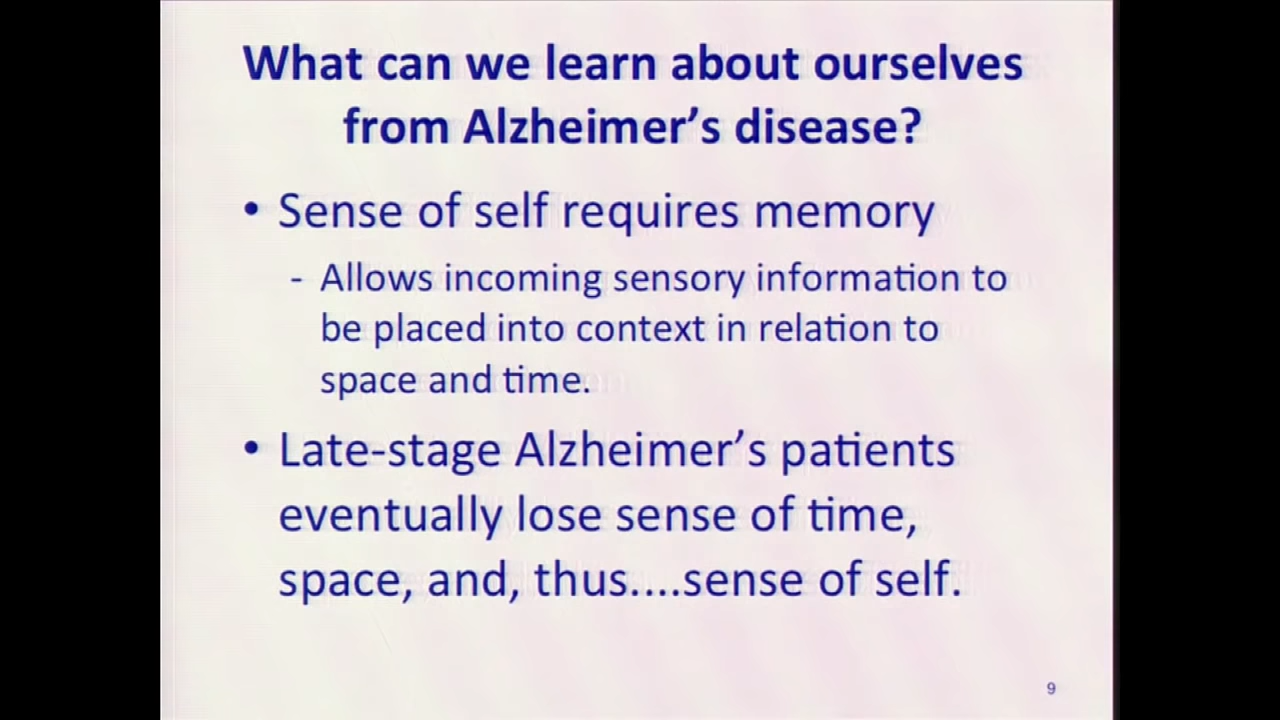 What can we learn about ourselves
from Alzheimer’s disease?
• Sense of self requires memory
- Allows incoming sensory information to
be placed into context in relation to
space and time.
• Late-stage Alzheimer’s patients
eventually lose sense of time,
space, and, thus....sense of self.
9